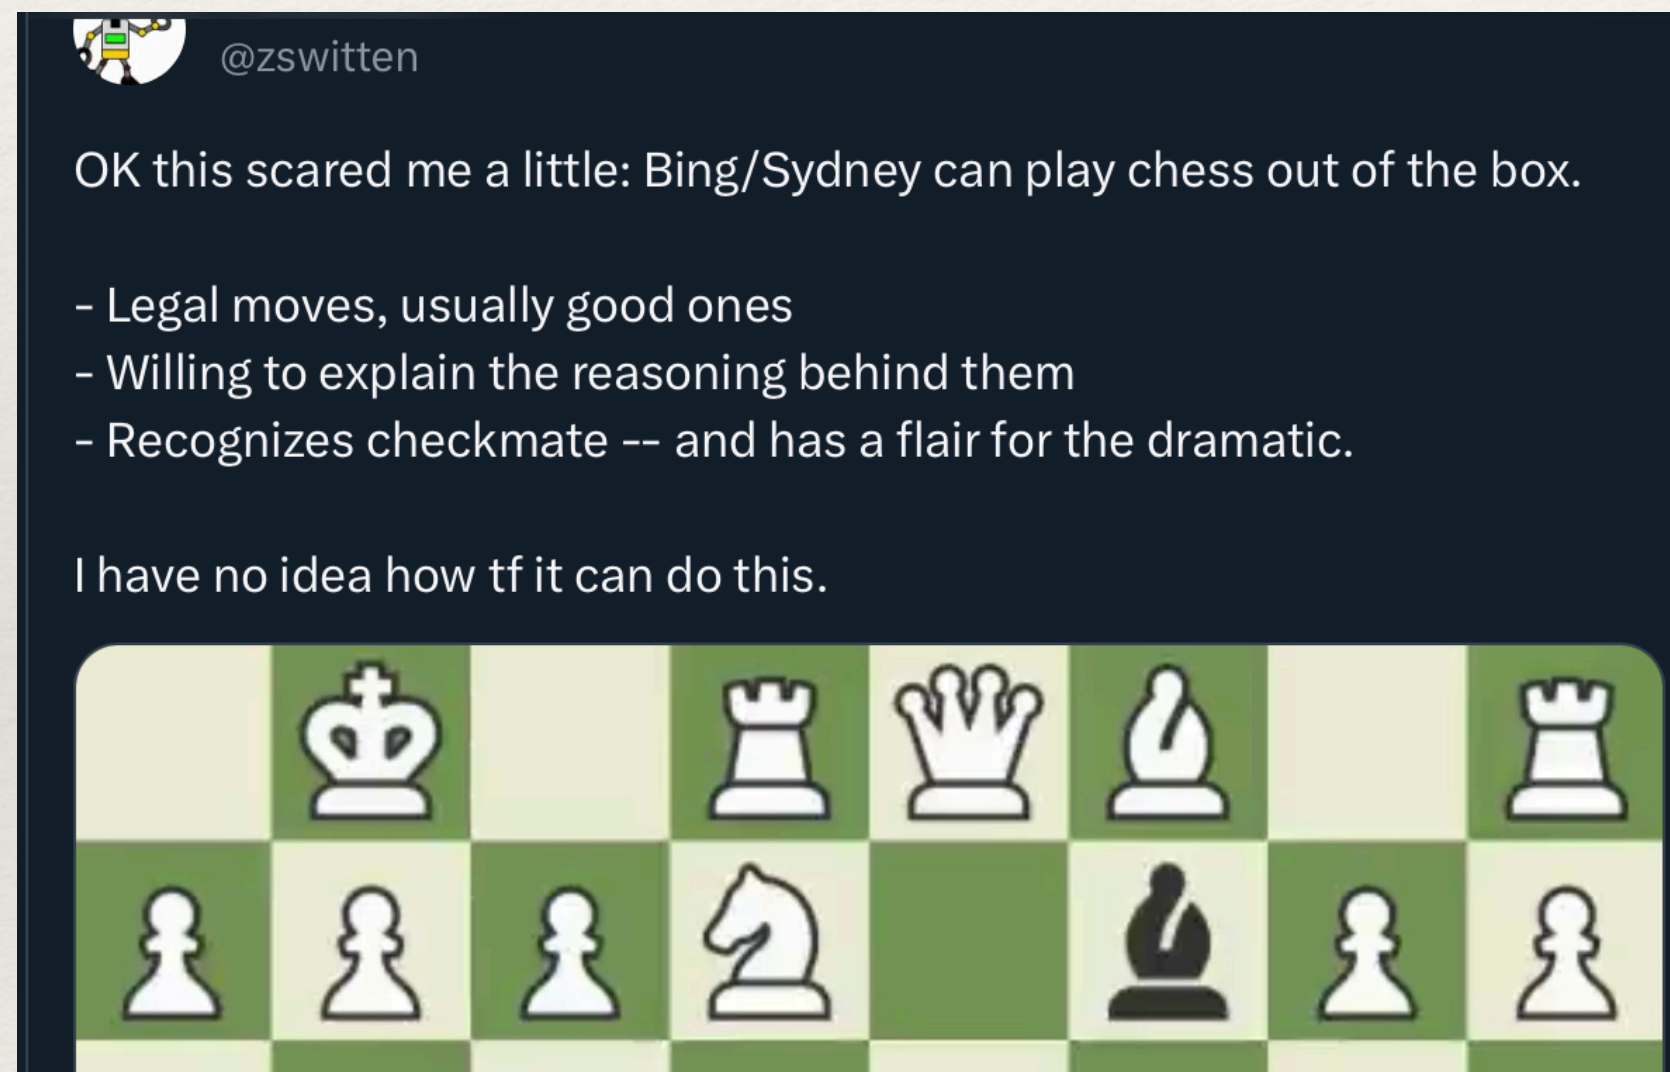 @zswitten
OK this scared me a little: Bing/Sydney can play chess out of the box.
- Legal moves, usually good ones
- Willing to explain the reasoning behind them
- Recognizes checkmate -- and has a flair for the dramatic.
I have no idea how tf it can do this.